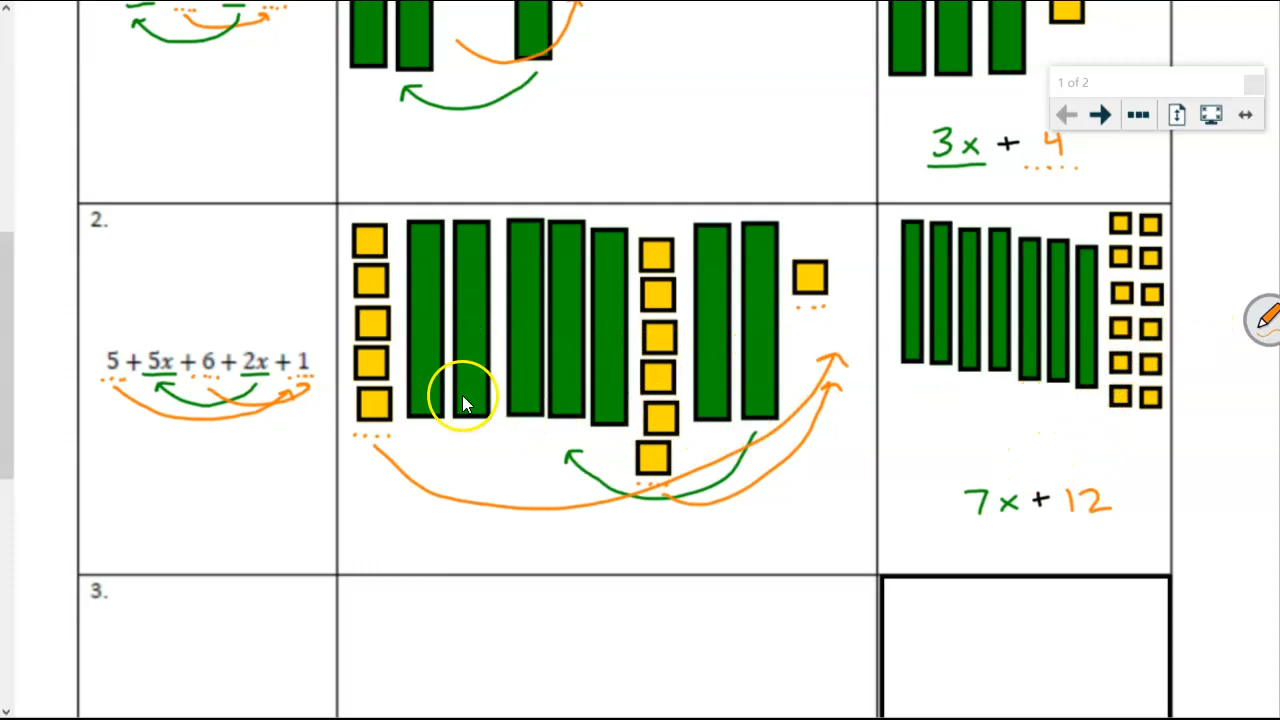 1 of 2
3x + 4
2.
5 + 5x + 6 + 2x + 1
7x + 12
3.